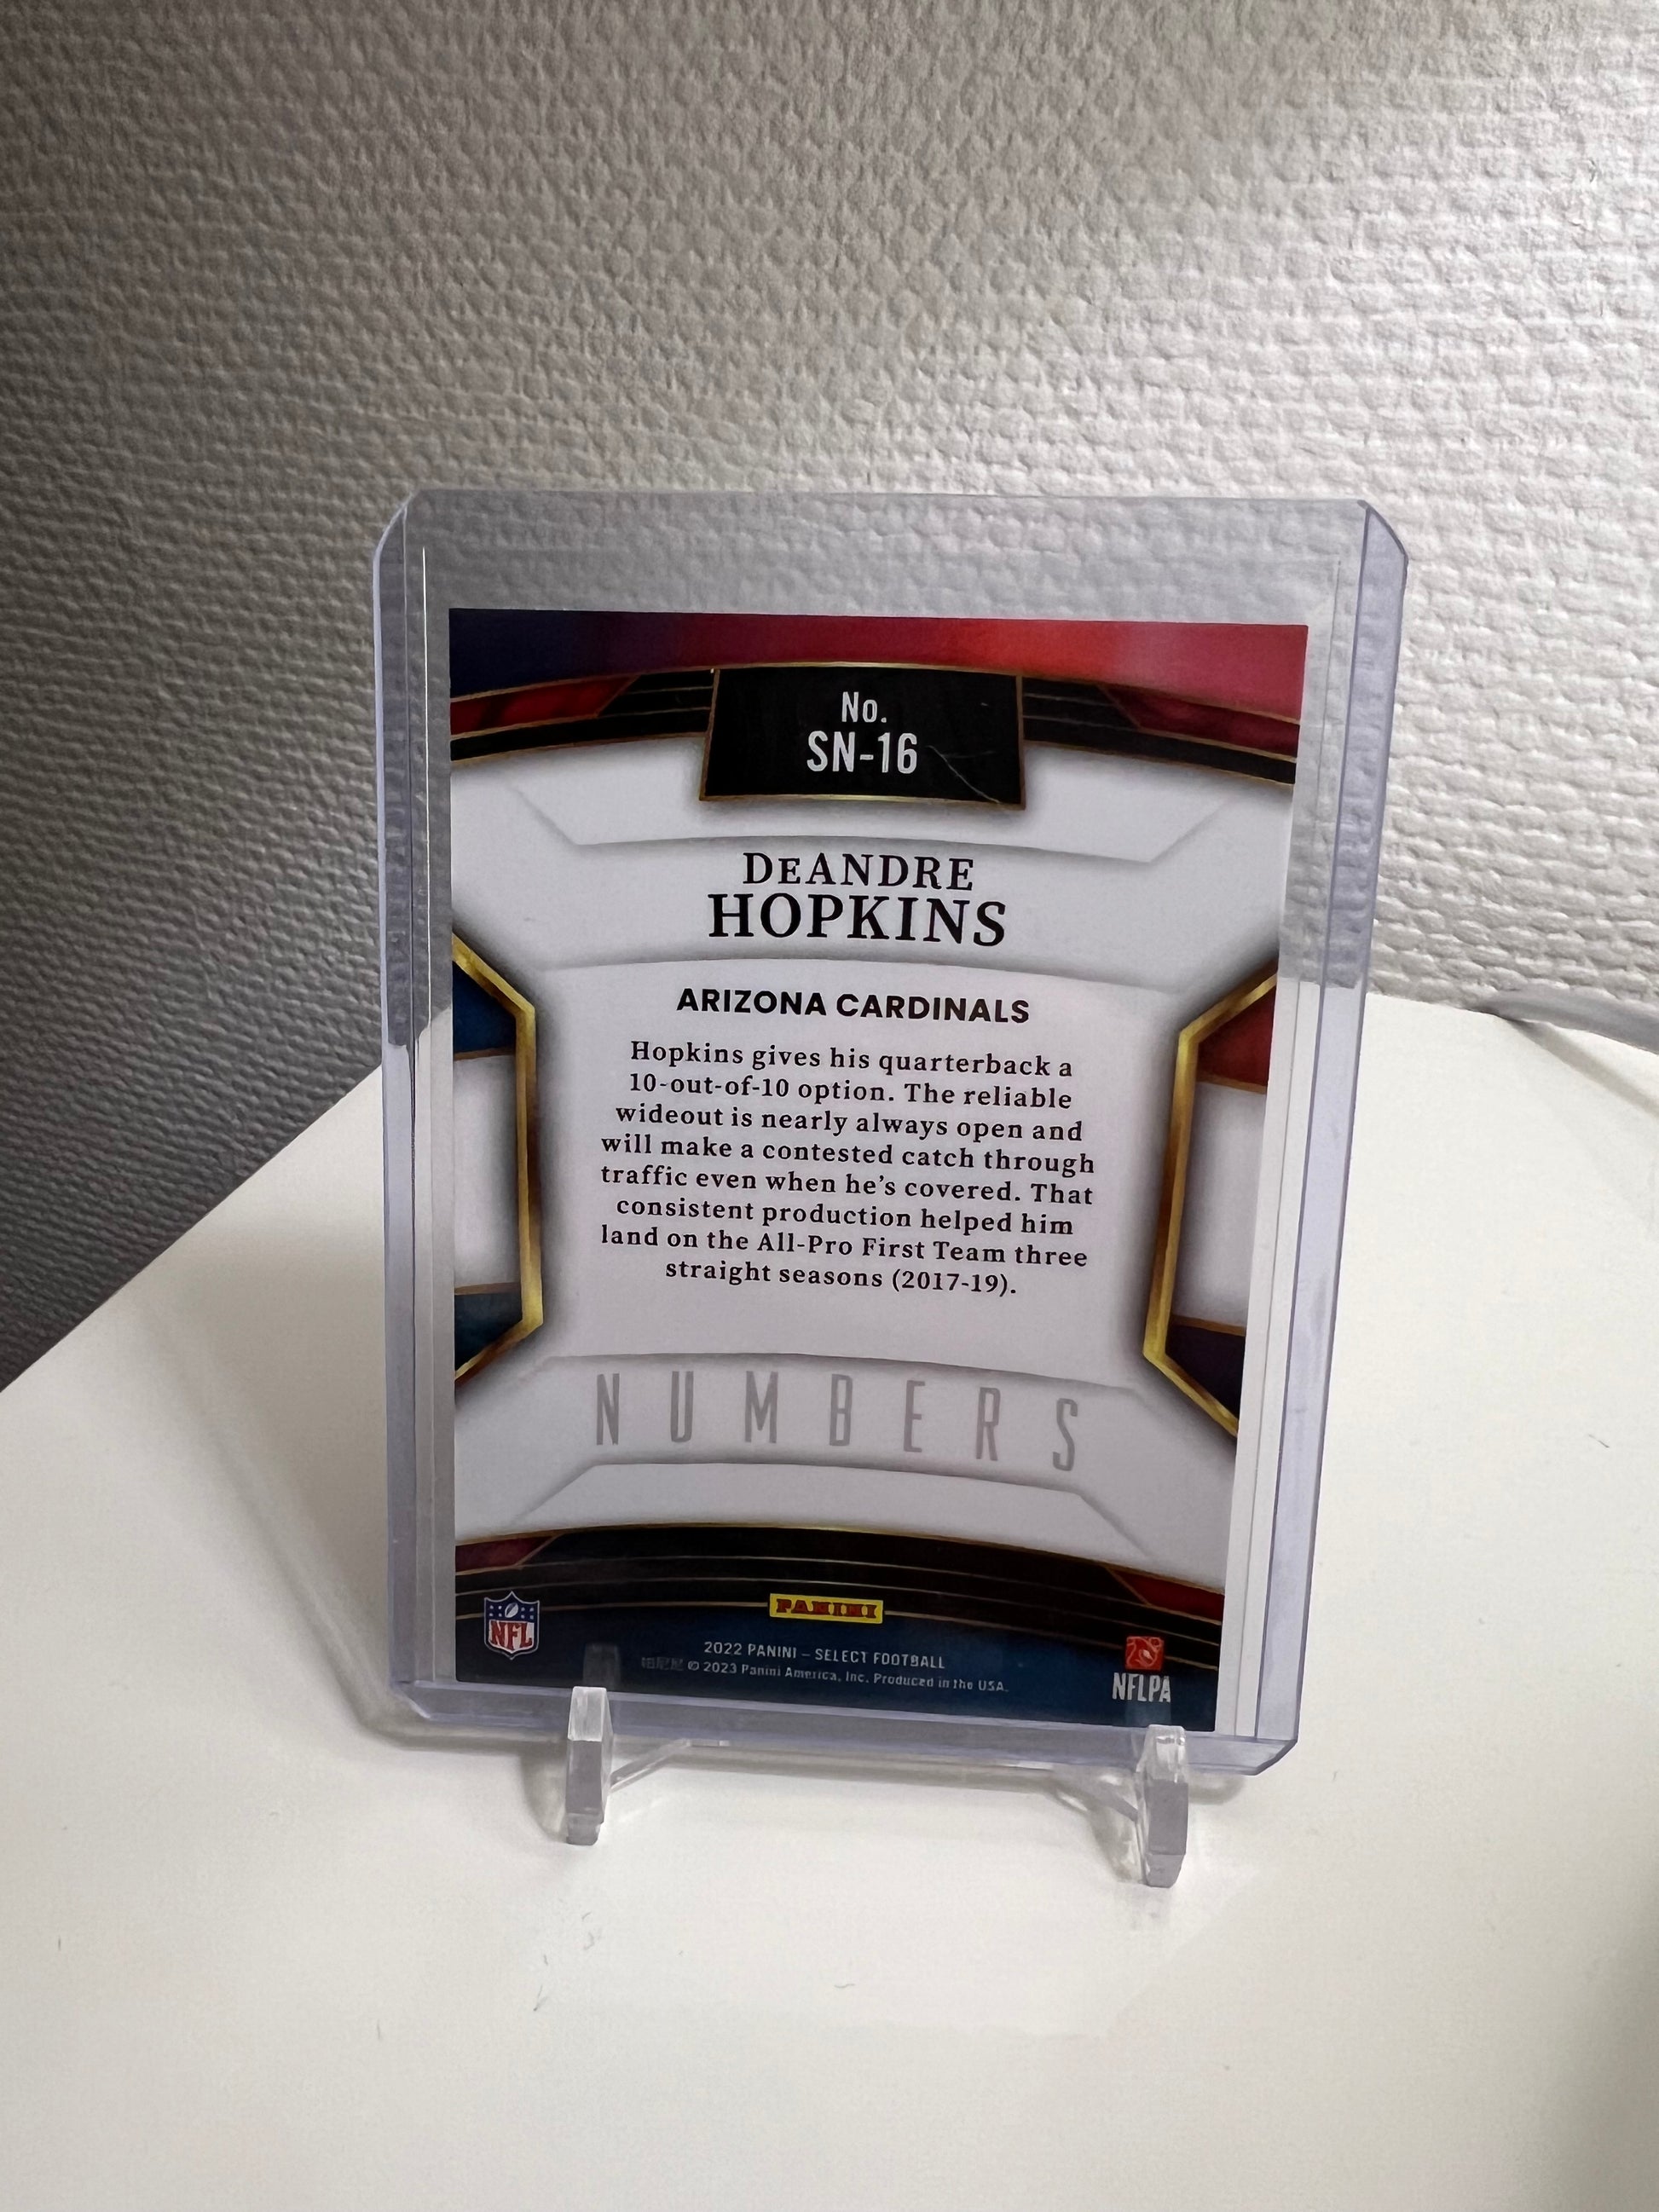 No.
SN-16
DeANDRE
HOPKINS
ARIZONA CARDINALS
Hopkins gives his quarterback a
10-out-of-10 option. The reliable
wideout is nearly always open and
will make a contested catch through
traffic even when he's covered. That
consistent production helped him
land on the All-Pro First Team three
straight seasons (2017-19).
NUMBERS
PANINI
NFL
2022 PANINI – SELECT FOOTBALL
© 2023 Panini America, Inc. Produced in the USA.
NFLPA